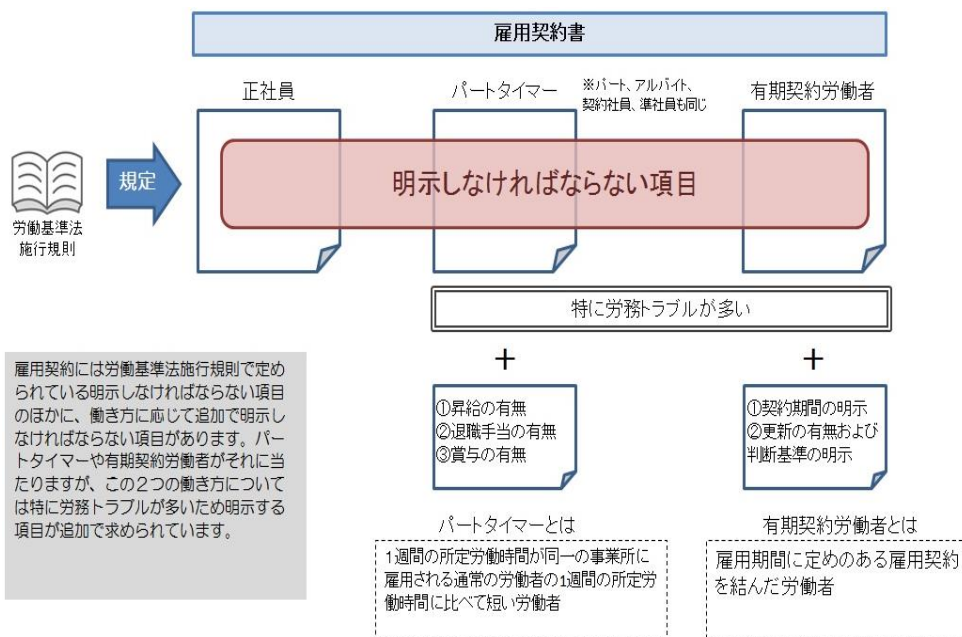 雇用契約書
正社員
パートタイマー
※パート、アルバイト、
契約社員、準社員も同じ
有期契約労働者
労働基準法
施行規則
規定
明示しなければならない項目
特に労務トラブルが多い
雇用契約には労働基準法施行規則で定め
られている明示しなければならない項目
のほかに、働き方に応じて追加で明示し
なければならない項目があります。パー
トタイマーや有期契約労働者がそれに当
たりますが、この２つの働き方について
は特に労務トラブルが多いため明示する
項目が追加で求められています。
＋
①昇給の有無
②退職手当の有無
③賞与の有無
パートタイマーとは
1週間の所定労働時間が同一の事業所に
雇用される通常の労働者の1週間の所定労
働時間に比べて短い労働者
＋
①契約期間の明示
②更新の有無および
判断基準の明示
有期契約労働者とは
雇用期間に定めのある雇用契約
を結んだ労働者